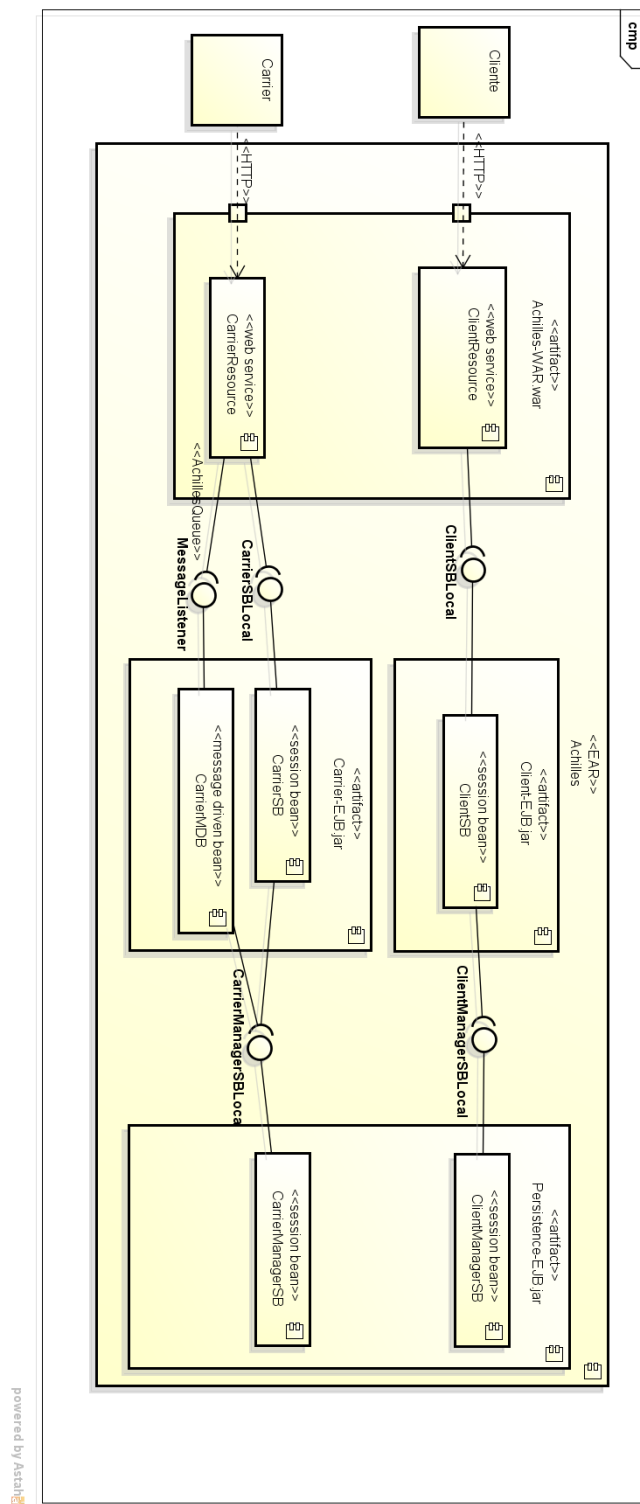 cmp
Cliente
Carrier
<<HTTP>>
<<HTTP>>
<<EAR>>
Achilles
<<artifact>>
Achilles-WAR.war
<<web service>>
ClientResource
<<web service>>
CarrierResource
ClientSBLocal
CarrierSBLocal
<<AchillesQueue>>
MessageListener
<<artifact>>
Client-EJB.jar
<<session bean>>
ClientSB
<<artifact>>
Carrier-EJB.jar
<<session bean>>
CarrierSB
<<message driven bean>>
CarrierMDB
ClientManagerSBLocal
CarrierManagerSBLoca
<<artifact>>
Persistence-EJB.jar
<<session bean>>
ClientManagerSB
<<session bean>>
CarrierManagerSB
powered by Astah